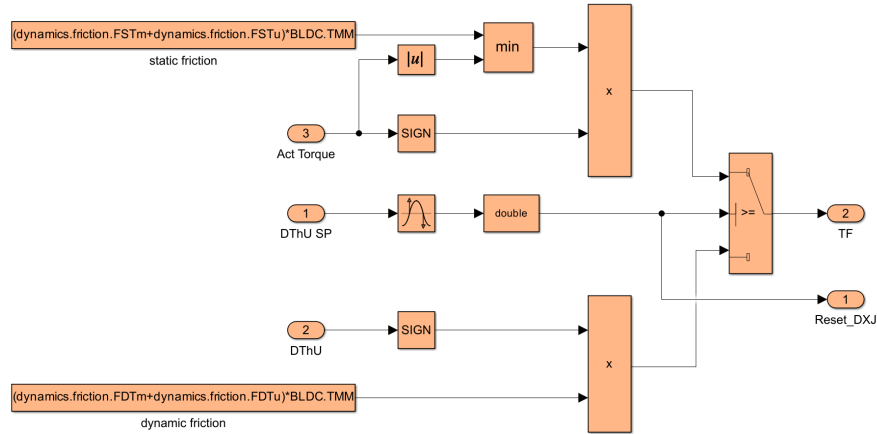 (dynamics.friction.FSTm+dynamics.friction.FSTu)*BLDC.TMM
static friction
|u|
min
x
3
SIGN
Act Torque
1
double
>=
2
DThU SP
TF
1
Reset_DXJ
2
SIGN
DThU
x
(dynamics.friction.FDTm+dynamics.friction.FDTu)*BLDC.TMM
dynamic friction